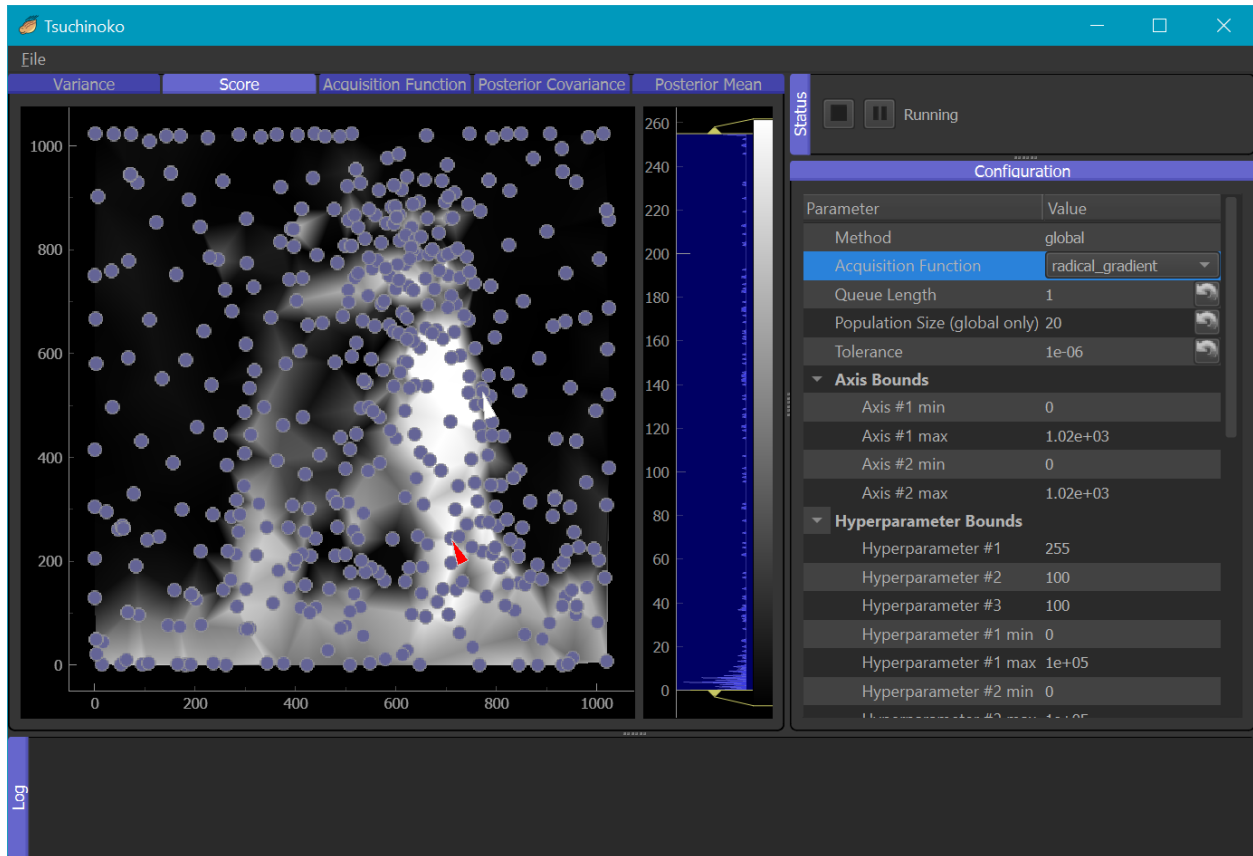 Tsuchinoko
File
Variance Score Acquisition Function Posterior Covariance Posterior Mean
1000
800
600
400
200
0
0 200 400 600 800 1000
260
240
220
200
180
160
140
120
100
80
60
40
20
0
Status
Running
Configuration
Parameter Value
Method global
Acquisition Function radical_gradient
Queue Length 1
Population Size (global only) 20
Tolerance 1e-06
Axis Bounds
Axis #1 min 0
Axis #1 max 1.02e+03
Axis #2 min 0
Axis #2 max 1.02e+03
Hyperparameter Bounds
Hyperparameter #1 255
Hyperparameter #2 100
Hyperparameter #3 100
Hyperparameter #1 min 0
Hyperparameter #1 max 1e+05
Hyperparameter #2 min 0
Hyperparameter #2 max 1e+05
Log